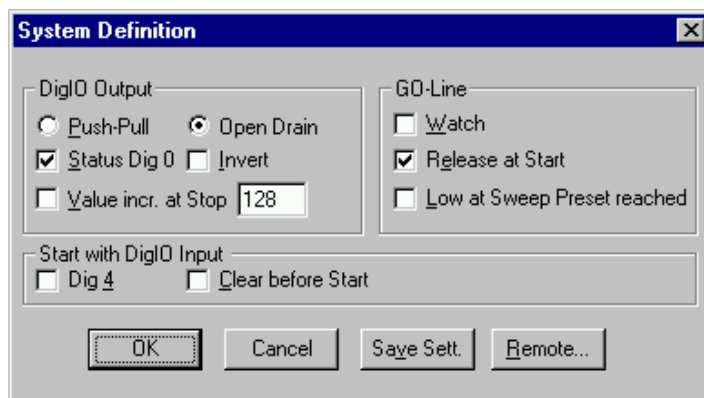 System Definition
DigIO Output
Push-Pull Open Drain
Status Dig 0 Invert
Value incr. at Stop 128
GO-Line
Watch
Release at Start
Low at Sweep Preset reached
Start with DigIO Input
Dig 4 Clear before Start
OK Cancel Save Sett. Remote...